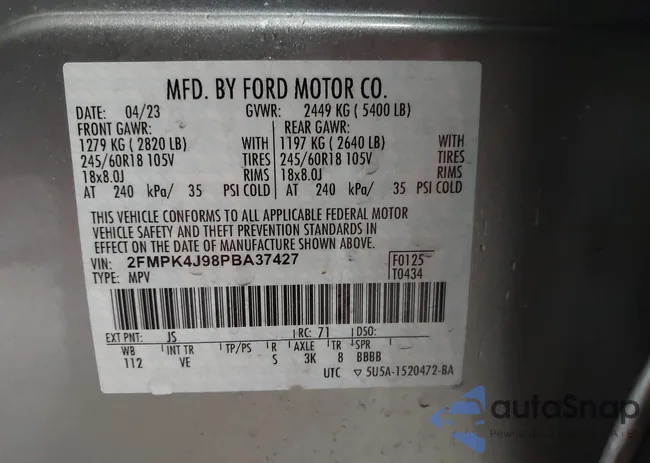 MFD. BY FORD MOTOR CO.
DATE: 04/23 GVWR: 2449 KG ( 5400 LB)
FRONT GAWR: REAR GAWR:
1279 KG ( 2820 LB) WITH 1197 KG ( 2640 LB) WITH
245/60R18 105V TIRES 245/60R18 105V TIRES
18x8.0J RIMS 18x8.0J RIMS
AT 240 kPa/ 35 PSI COLD AT 240 kPa/ 35 PSI COLD
THIS VEHICLE CONFORMS TO ALL APPLICABLE FEDERAL MOTOR
VEHICLE SAFETY AND THEFT PREVENTION STANDARDS IN
EFFECT ON THE DATE OF MANUFACTURE SHOWN ABOVE.
VIN: 2FMPK4J98PBA37427 F0125
TYPE: MPV T0434
EXT PNT: JS RC: 71 DSO:
WB INT TR TP/PS R AXLE TR SPR
112 VE S 3K 8 BBBB
UTC ▽ 5U5A-1520472-BA
autoSnap